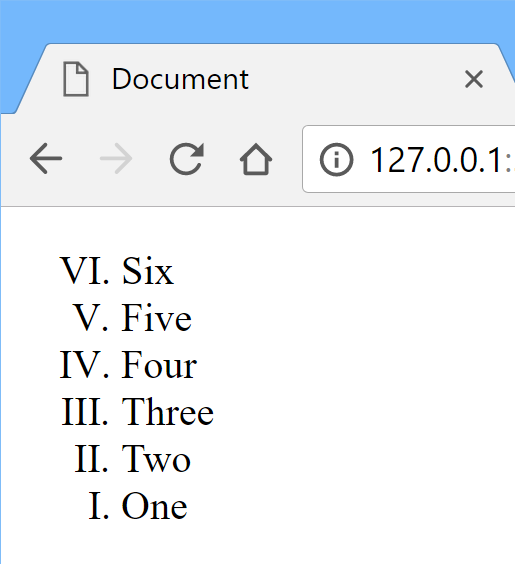 Document
127.0.0.1:
VI. Six
V. Five
IV. Four
III. Three
II. Two
I. One